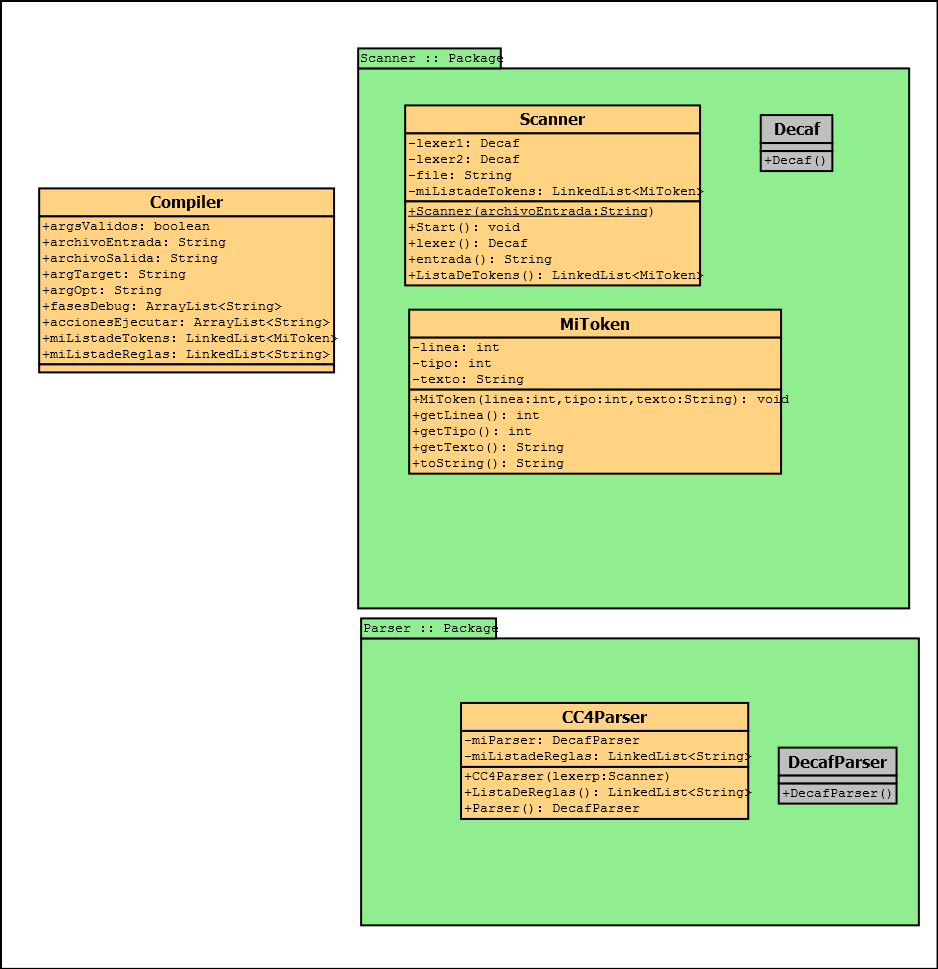 Scanner :: Package
Scanner
-lexer1: Decaf
-lexer2: Decaf
-file: String
-miListadeTokens: LinkedList<MiToken>
+Scanner(archivoEntrada:String)
+Start(): void
+lexer(): Decaf
+entrada(): String
+ListaDeTokens(): LinkedList<MiToken>
Decaf
+Decaf()
Compiler
+argsValidos: boolean
+archivoEntrada: String
+archivoSalida: String
+argTarget: String
+argOpt: String
+fasesDebug: ArrayList<String>
+accionesEjecutar: ArrayList<String>
+miListadeTokens: LinkedList<MiToken>
+miListadeReglas: LinkedList<String>
MiToken
-linea: int
-tipo: int
-texto: String
+MiToken(linea:int,tipo:int,texto:String): void
+getLinea(): int
+getTipo(): int
+getTexto(): String
+toString(): String
Parser :: Package
CC4Parser
-miParser: DecafParser
-miListadeReglas: LinkedList<String>
+CC4Parser(lexerp:Scanner)
+ListaDeReglas(): LinkedList<String>
+Parser(): DecafParser
DecafParser
+DecafParser()